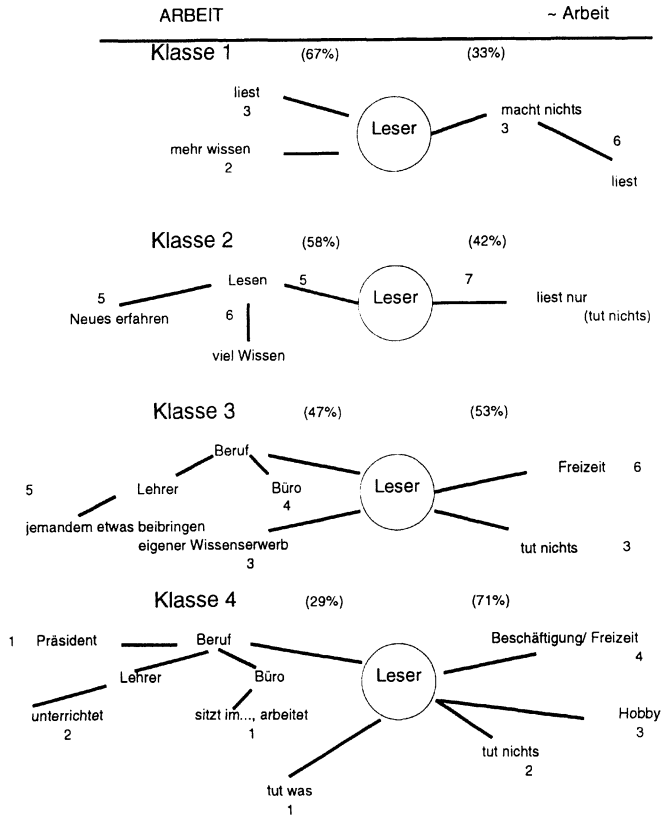 ARBEIT ~ Arbeit
Klasse 1 (67%) (33%)
liest
3
Leser
macht nichts
3
6
mehr wissen
2
liest
Klasse 2 (58%) (42%)
Lesen 5
Leser
7
5
Neues erfahren
6
liest nur
(tut nichts)
viel Wissen
Klasse 3 (47%) (53%)
Beruf
Leser
Freizeit 6
5 Lehrer
Büro
4
jemandem etwas beibringen
eigener Wissenserwerb
3
tut nichts 3
Klasse 4 (29%) (71%)
1 Präsident Beruf
Beschäftigung/ Freizeit
4
Lehrer Büro
Leser
unterrichtet
2
sitzt im..., arbeitet
1
Hobby
3
tut nichts
2
tut was
1